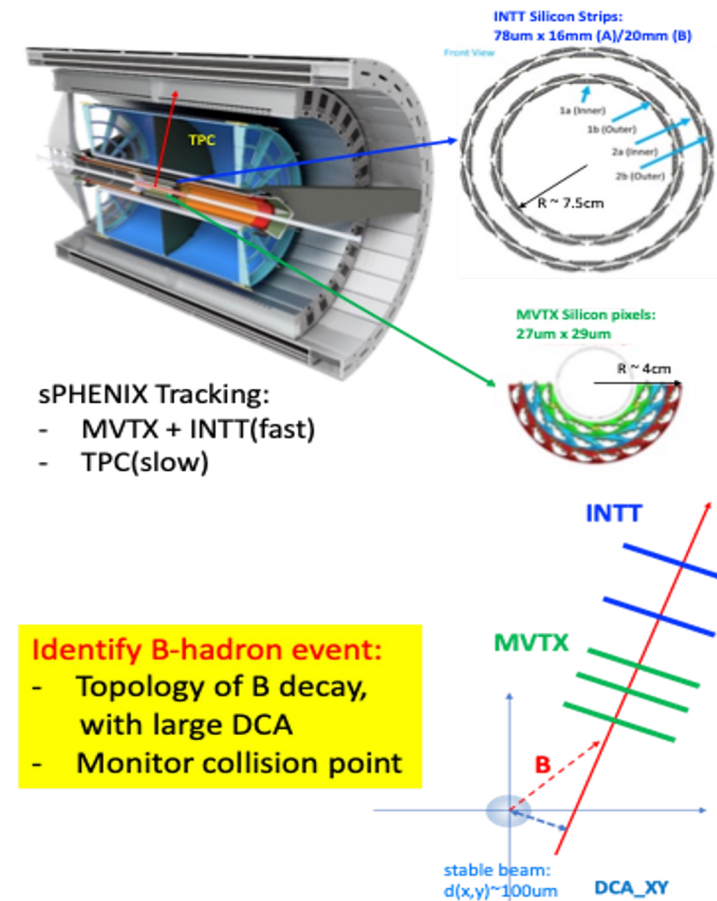 INTT Silicon Strips:
78um x 16mm (A)/20mm (B)
Front View
TPC
1a (Inner)
1b (Outer)
2a (Inner)
2b (Outer)
R ~ 7.5cm
MVTX Silicon pixels:
27um x 29um
R ~ 4cm
sPHENIX Tracking:
- MVTX + INTT(fast)
- TPC(slow)
INTT
MVTX
Identify B-hadron event:
- Topology of B decay,
with large DCA
- Monitor collision point
B
stable beam:
d(x,y)~100um
DCA_XY